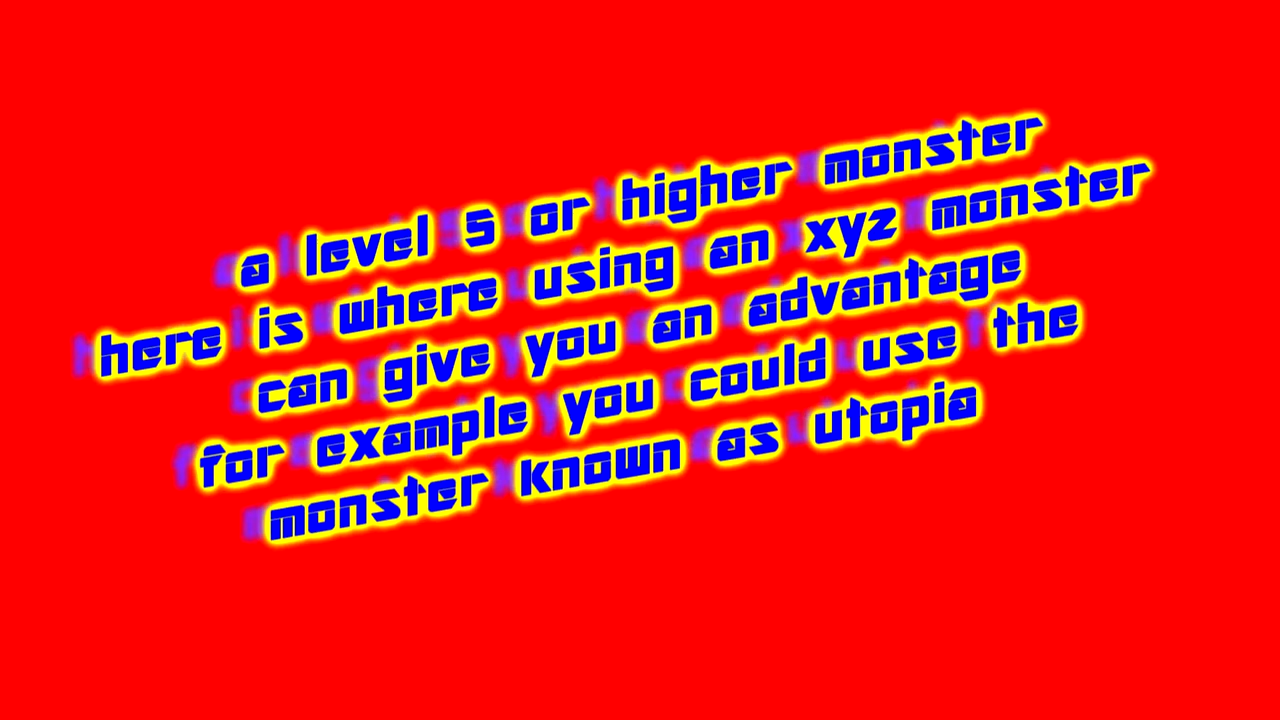 a level 5 or higher monster
here is where using an xyz monster
can give you an advantage
for example you could use the
monster known as utopia